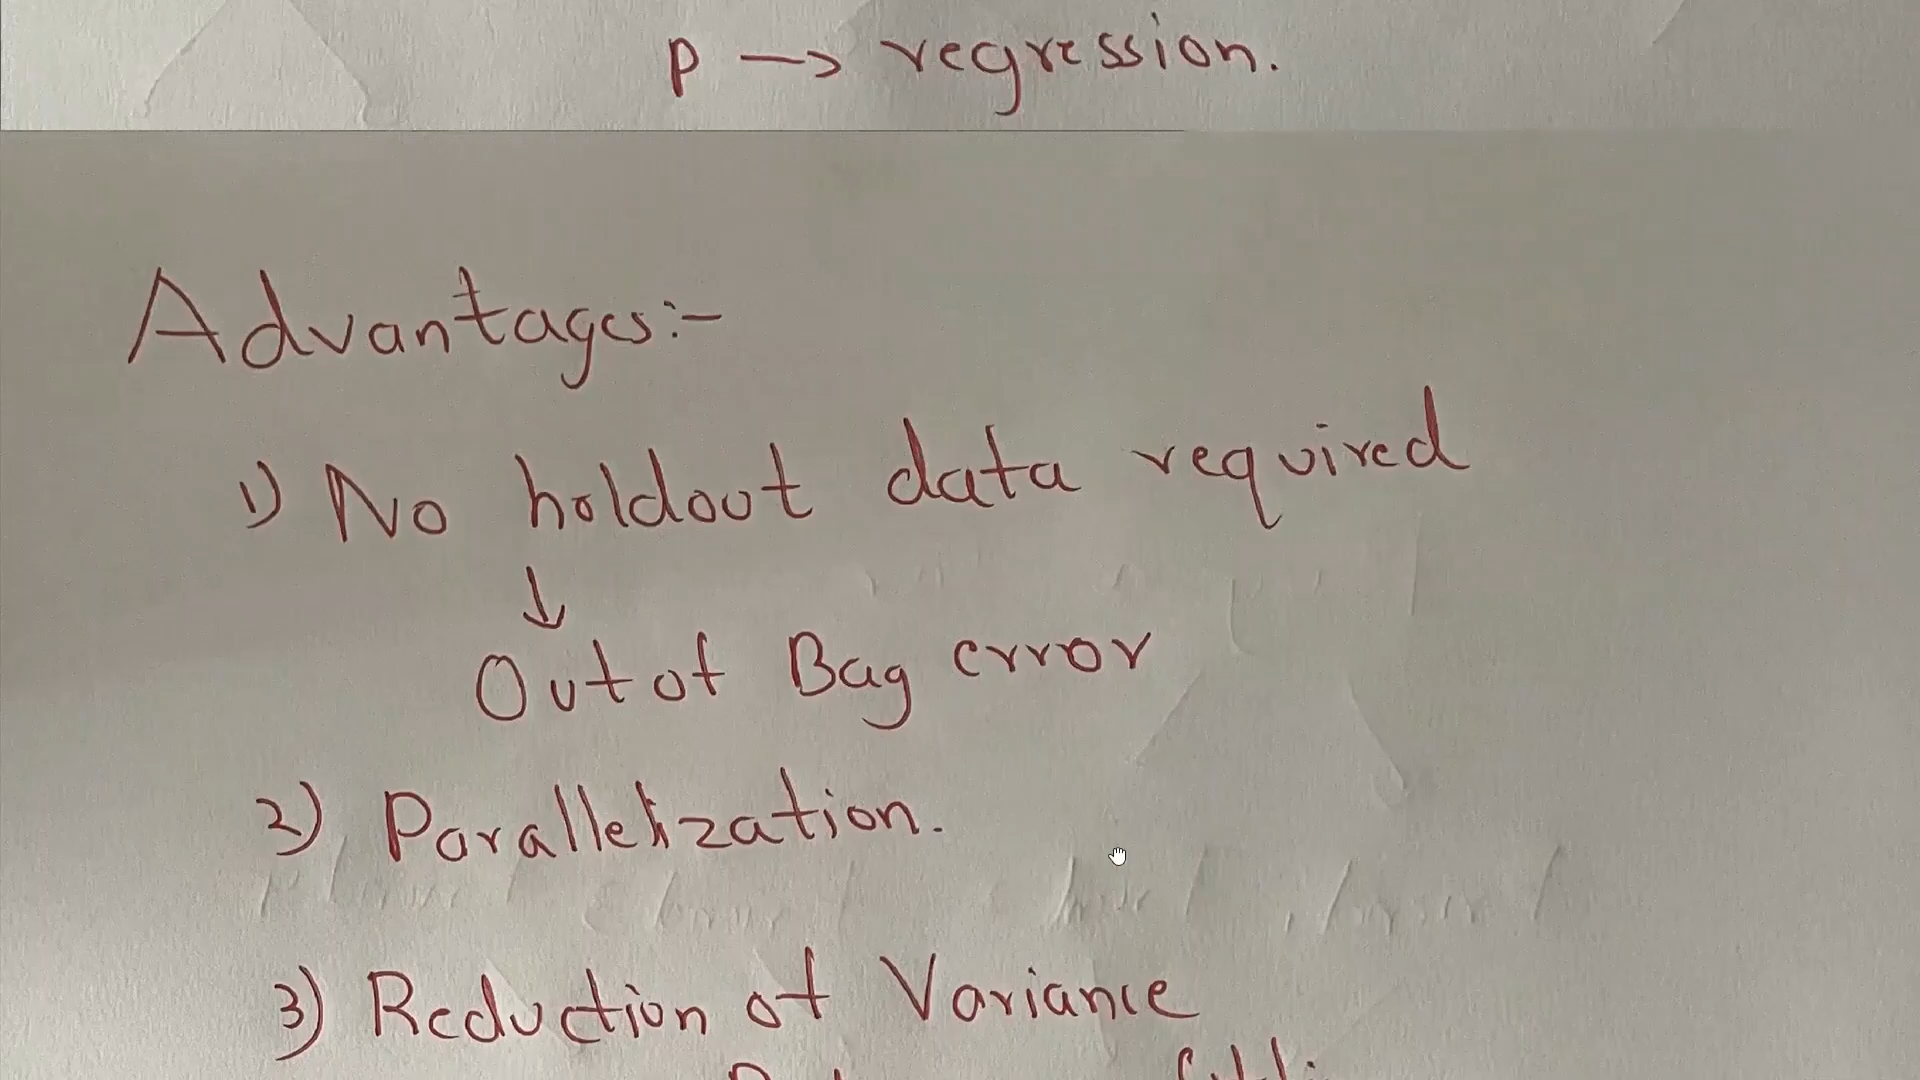 p -> regression.
Advantages:-
1) No holdout data required
↓
Out of Bag error
2) Parallelization.
3) Reduction of Variance